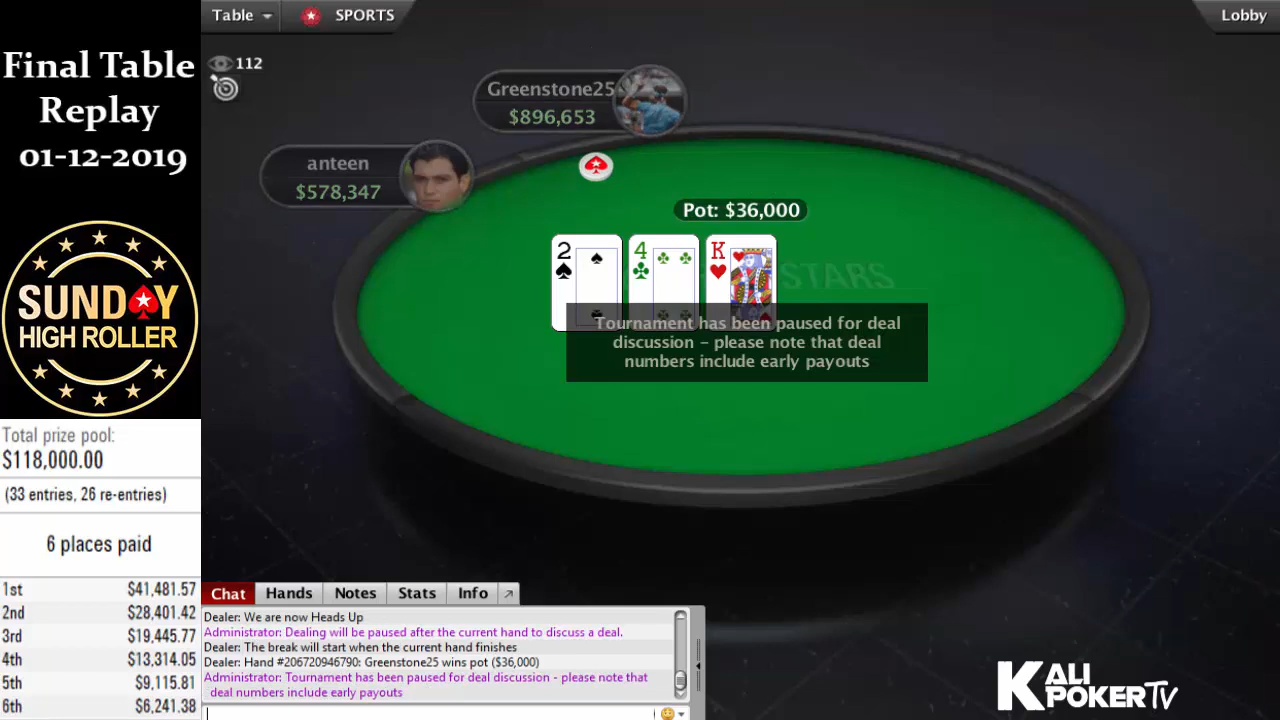 Final Table
Replay
01-12-2019
SUNDAY
HIGH ROLLER
Total prize pool:
$118,000.00
(33 entries, 26 re-entries)
6 places paid
1st $41,481.57
2nd $28,401.42
3rd $19,445.77
4th $13,314.05
5th $9,115.81
6th $6,241.38
Table SPORTS Lobby
112
Greenstone25
$896,653
anteen
$578,347
Pot: $36,000
2 4 K
STARS
Tournament has been paused for deal
discussion – please note that deal
numbers include early payouts
Chat Hands Notes Stats Info
Dealer: We are now Heads Up
Administrator: Dealing will be paused after the current hand to discuss a deal.
Dealer: The break will start when the current hand finishes
Dealer: Hand #206720946790: Greenstone25 wins pot ($36,000)
Administrator: Tournament has been paused for deal discussion – please note that
deal numbers include early payouts
KALI
POKER TV